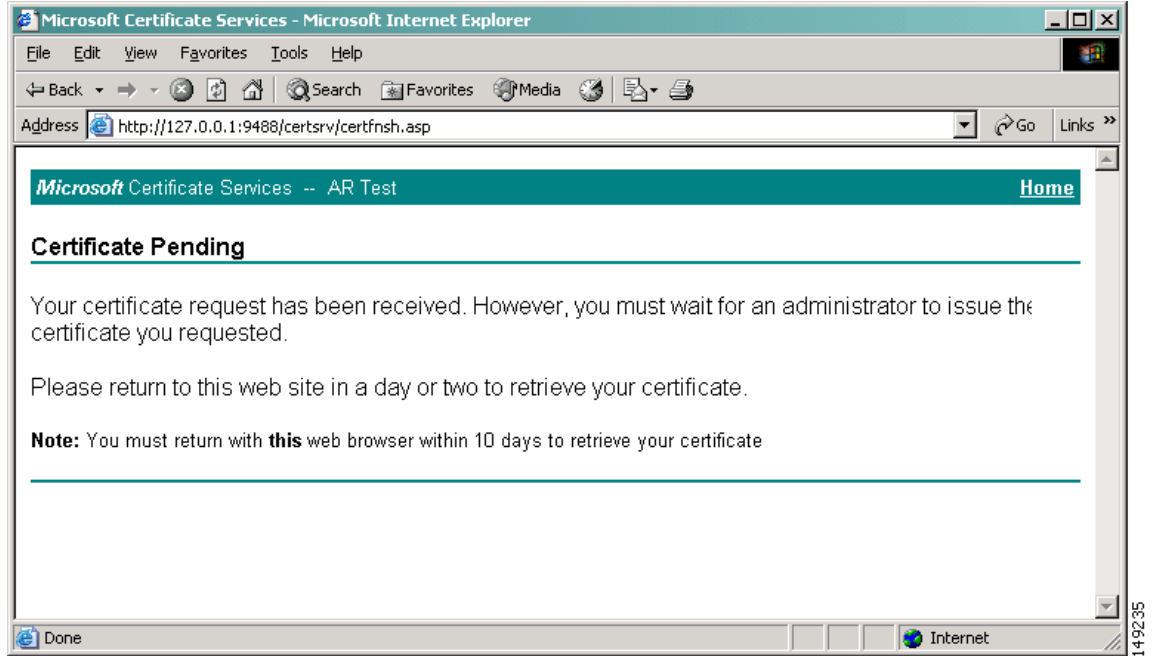 Microsoft Certificate Services - Microsoft Internet Explorer
File Edit View Favorites Tools Help
Back Search Favorites Media
Address http://127.0.0.1:9488/certsrv/certfnsh.asp Go Links »
Microsoft Certificate Services -- AR Test Home
Certificate Pending
Your certificate request has been received. However, you must wait for an administrator to issue the
certificate you requested.
Please return to this web site in a day or two to retrieve your certificate.
Note: You must return with this web browser within 10 days to retrieve your certificate
Done Internet
149235